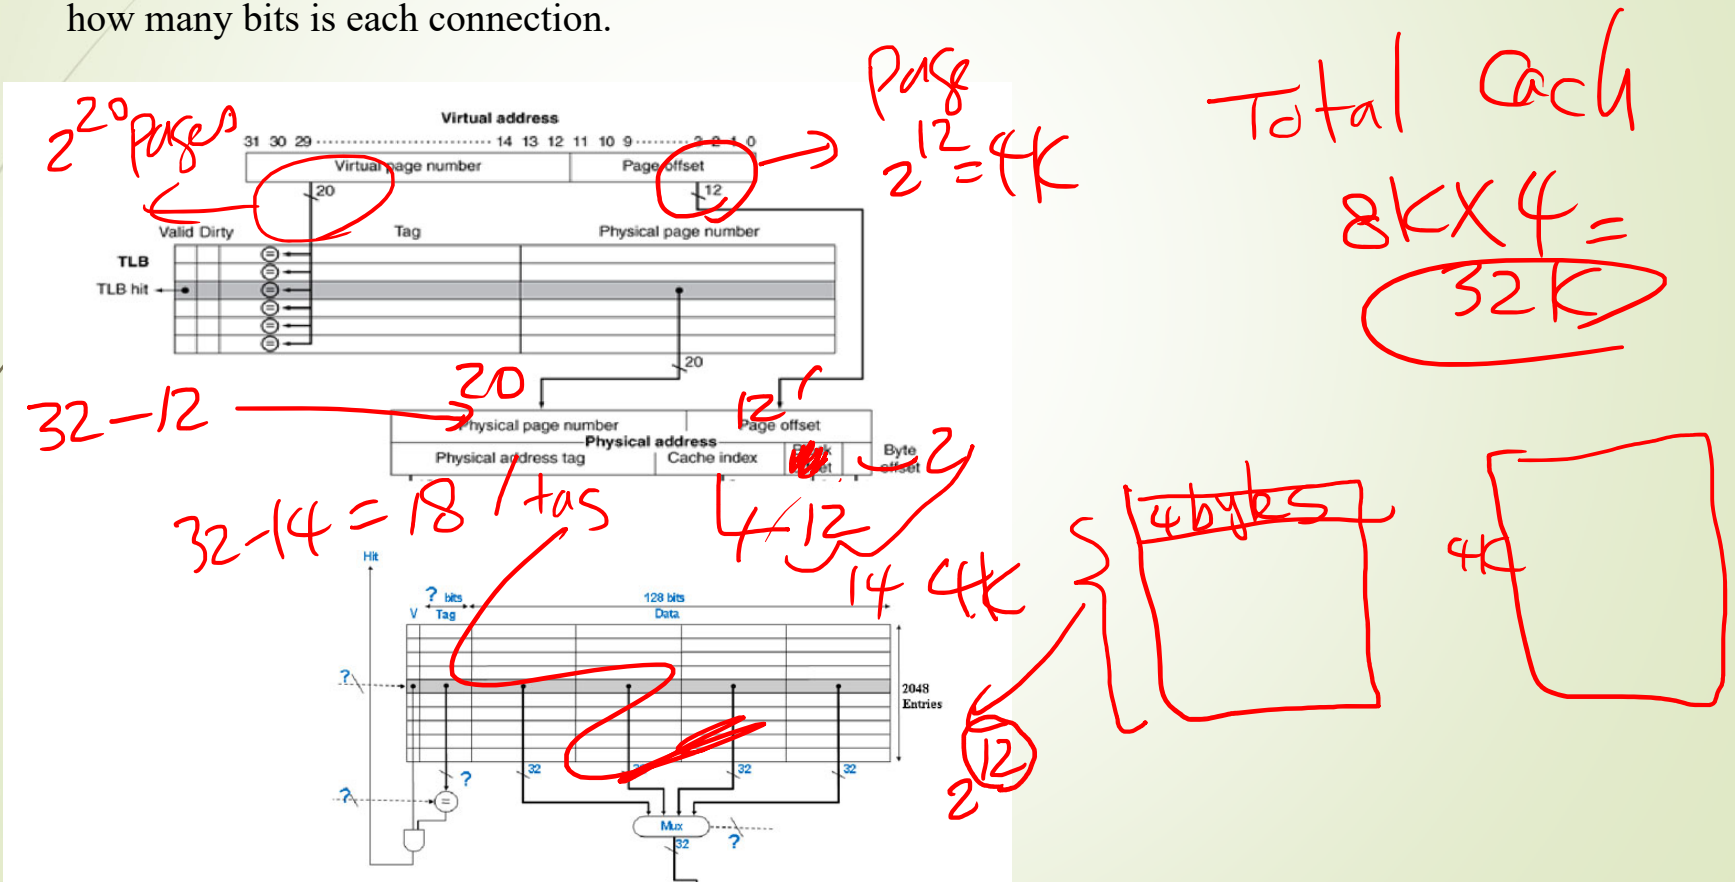 how many bits is each connection.
Total Cach
Page
2^20 Pages
Virtual address
2^12 = 4K
31 30 29 ........................ 14 13 12 11 10 9 ........ 3 2 1 0
8K X 4 =
Virtual page number Page offset
20 12
32K
Valid Dirty Tag Physical page number
TLB
TLB hit
20
20
12
32-12
Physical page number Page offset
Physical address
Physical address tag Cache index Byte offset
2
32-14 = 18 / tag
12
4 bytes
14 4K
4K
Hit
? bits 128 bits
V Tag Data
?
2048
Entries
2^12
? 32 32 32
?
Mux ?
32